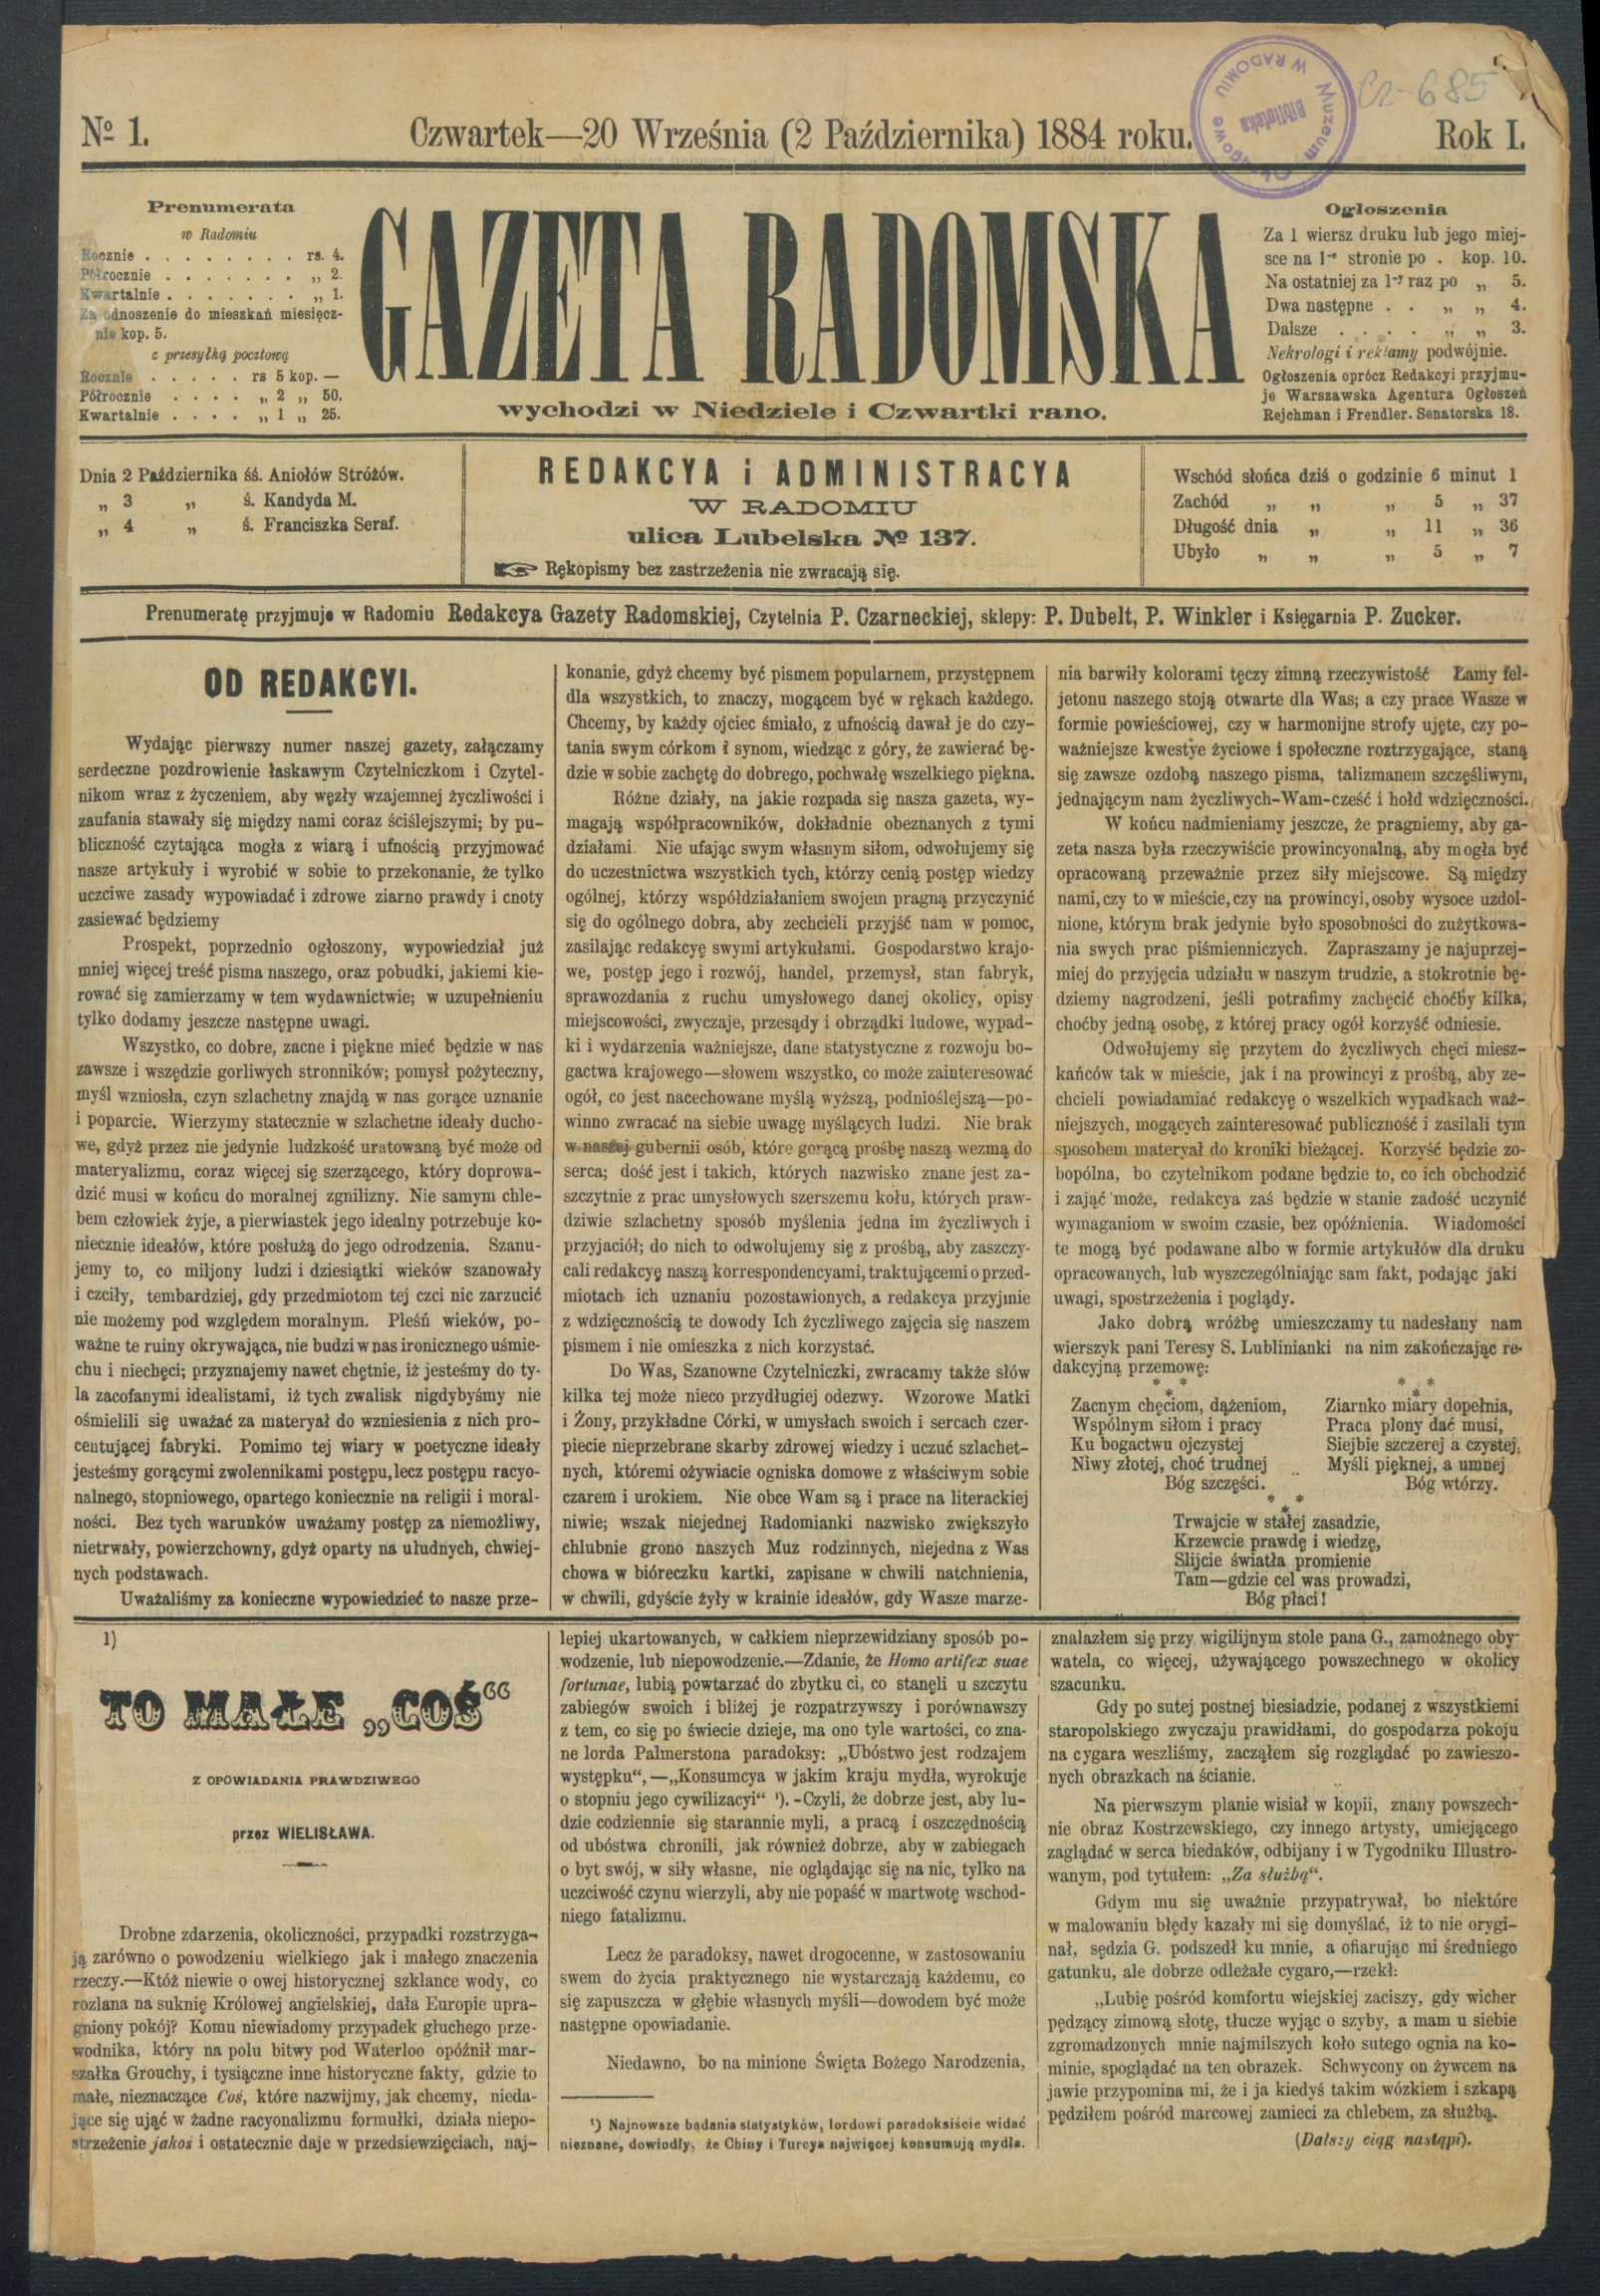 Cz-685
Muzeum Okręgowe W RADOMIU
Biblioteka
№ 1.
Czwartek—20 Września (2 Października) 1884 roku.
Rok I.
Prenumerata
w Radomiu
Rocznie . . . . . . . . rs. 4.
Półrocznie . . . . . . . „ 2.
Kwartalnie . . . . . . . „ 1.
Za odnoszenie do mieszkań miesięcz-
nie kop. 5.
z przesyłką pocztową
Rocznie . . . . . rs 5 kop. —
Półrocznie . . . . „ 2 „ 50.
Kwartalnie . . . . „ 1 „ 25.
GAZETA RADOMSKA
wychodzi w Niedziele i Czwartki rano.
Ogłoszenia
Za 1 wiersz druku lub jego miej-
sce na 1-e stronie po . kop. 10.
Na ostatniej za 1-y raz po „ 5.
Dwa następne . . „ „ 4.
Dalsze . . . . „ „ 3.
Nekrologi i reklamy podwójnie.
Ogłoszenia oprócz Redakcyi przyjmu-
je Warszawska Agentura Ogłoszeń
Rejchman i Frendler. Senatorska 18.
Dnia 2 Października śś. Aniołów Stróżów.
„ 3 „ ś. Kandyda M.
„ 4 „ ś. Franciszka Seraf.
REDAKCYA i ADMINISTRACYA
W RADOMIU
ulica Lubelska № 137.
Rękopismy bez zastrzeżenia nie zwracają się.
Wschód słońca dziś o godzinie 6 minut 1
Zachód „ „ „ 5 „ 37
Długość dnia „ „ 11 „ 36
Ubyło „ „ „ 5 „ 7
Prenumeratę przyjmuje w Radomiu Redakcya Gazety Radomskiej, Czytelnia P. Czarneckiej, sklepy: P. Dubelt, P. Winkler i Księgarnia P. Zucker.
OD REDAKCYI.
Wydając pierwszy numer naszej gazety, załączamy
serdeczne pozdrowienie łaskawym Czytelniczkom i Czytel-
nikom wraz z życzeniem, aby węzły wzajemnej życzliwości i
zaufania stawały się między nami coraz ściślejszymi; by pu-
bliczność czytająca mogła z wiarą i ufnością przyjmować
nasze artykuły i wyrobić w sobie to przekonanie, że tylko
uczciwe zasady wypowiadać i zdrowe ziarno prawdy i cnoty
zasiewać będziemy
Prospekt, poprzednio ogłoszony, wypowiedział już
mniej więcej treść pisma naszego, oraz pobudki, jakiemi kie-
rować się zamierzamy w tem wydawnictwie; w uzupełnieniu
tylko dodamy jeszcze następne uwagi.
Wszystko, co dobre, zacne i piękne mieć będzie w nas
zawsze i wszędzie gorliwych stronników; pomysł pożyteczny,
myśl wzniosła, czyn szlachetny znajdą w nas gorące uznanie
i poparcie. Wierzymy statecznie w szlachetne ideały ducho-
we, gdyż przez nie jedynie ludzkość uratowaną być może od
materyalizmu, coraz więcej się szerzącego, który doprowa-
dzić musi w końcu do moralnej zgnilizny. Nie samym chle-
bem człowiek żyje, a pierwiastek jego idealny potrzebuje ko-
niecznie ideałów, które posłużą do jego odrodzenia. Szanu-
jemy to, co miljony ludzi i dziesiątki wieków szanowały
i czciły, tembardziej, gdy przedmiotom tej czci nic zarzucić
nie możemy pod względem moralnym. Pleśń wieków, po-
ważne te ruiny okrywająca, nie budzi w nas ironicznego uśmie-
chu i niechęci; przyznajemy nawet chętnie, iż jesteśmy do ty-
la zacofanymi idealistami, iż tych zwalisk nigdybyśmy nie
ośmielili się uważać za materyał do wzniesienia z nich pro-
centującej fabryki. Pomimo tej wiary w poetyczne ideały
jesteśmy gorącymi zwolennikami postępu, lecz postępu racyo-
nalnego, stopniowego, opartego koniecznie na religii i moral-
ności. Bez tych warunków uważamy postęp za niemożliwy,
nietrwały, powierzchowny, gdyż oparty na ułudnych, chwiej-
nych podstawach.
Uważaliśmy za konieczne wypowiedzieć to nasze prze-
konanie, gdyż chcemy być pismem popularnem, przystępnem
dla wszystkich, to znaczy, mogącem być w rękach każdego.
Chcemy, by każdy ojciec śmiało, z ufnością dawał je do czy-
tania swym córkom i synom, wiedząc z góry, że zawierać bę-
dzie w sobie zachętę do dobrego, pochwałę wszelkiego piękna.
Różne działy, na jakie rozpada się nasza gazeta, wy-
magają współpracowników, dokładnie obeznanych z tymi
działami. Nie ufając swym własnym siłom, odwołujemy się
do uczestnictwa wszystkich tych, którzy cenią postęp wiedzy
ogólnej, którzy współdziałaniem swojem pragną przyczynić
się do ogólnego dobra, aby zechcieli przyjść nam w pomoc,
zasilając redakcyę swymi artykułami. Gospodarstwo krajo-
we, postęp jego i rozwój, handel, przemysł, stan fabryk,
sprawozdania z ruchu umysłowego danej okolicy, opisy
miejscowości, zwyczaje, przesądy i obrządki ludowe, wypad-
ki i wydarzenia ważniejsze, dane statystyczne z rozwoju bo-
gactwa krajowego—słowem wszystko, co może zainteresować
ogół, co jest nacechowane myślą wyższą, podnioślejszą—po-
winno zwracać na siebie uwagę myślących ludzi. Nie brak
w naszej gubernii osób, które gorącą prośbę naszą wezmą do
serca; dość jest i takich, których nazwisko znane jest za-
szczytnie z prac umysłowych szerszemu kołu, których praw-
dziwie szlachetny sposób myślenia jedna im życzliwych i
przyjaciół; do nich to odwołujemy się z prośbą, aby zaszczy-
cali redakcyę naszą korrespondencyami, traktującemi o przed-
miotach ich uznaniu pozostawionych, a redakcya przyjmie
z wdzięcznością te dowody Ich życzliwego zajęcia się naszem
pismem i nie omieszka z nich korzystać.
Do Was, Szanowne Czytelniczki, zwracamy także słów
kilka tej może nieco przydługiej odezwy. Wzorowe Matki
i Żony, przykładne Córki, w umysłach swoich i sercach czer-
piecie nieprzebrane skarby zdrowej wiedzy i uczuć szlachet-
nych, któremi ożywiacie ogniska domowe z właściwym sobie
czarem i urokiem. Nie obce Wam są i prace na literackiej
niwie; wszak niejednej Radomianki nazwisko zwiększyło
chlubnie grono naszych Muz rodzinnych, niejedna z Was
chowa w bióreczku kartki, zapisane w chwili natchnienia,
w chwili, gdyście żyły w krainie ideałów, gdy Wasze marze-
nia barwiły kolorami tęczy zimną rzeczywistość Łamy fel-
jetonu naszego stoją otwarte dla Was; a czy prace Wasze w
formie powieściowej, czy w harmonijne strofy ujęte, czy po-
ważniejsze kwestye życiowe i społeczne roztrzygające, staną
się zawsze ozdobą naszego pisma, talizmanem szczęśliwym,
jednającym nam życzliwych-Wam-cześć i hołd wdzięczności.
W końcu nadmieniamy jeszcze, że pragniemy, aby ga-
zeta nasza była rzeczywiście prowincyonalną, aby mogła być
opracowaną przeważnie przez siły miejscowe. Są między
nami, czy to w mieście, czy na prowincyi, osoby wysoce uzdol-
nione, którym brak jedynie było sposobności do zużytkowa-
nia swych prac piśmienniczych. Zapraszamy je najuprzej-
miej do przyjęcia udziału w naszym trudzie, a stokrotnie bę-
dziemy nagrodzeni, jeśli potrafimy zachęcić choćby kilka,
choćby jedną osobę, z której pracy ogół korzyść odniesie.
Odwołujemy się przytem do życzliwych chęci miesz-
kańców tak w mieście, jak i na prowincyi z prośbą, aby ze-
chcieli powiadamiać redakcyę o wszelkich wypadkach waż-
niejszych, mogących zainteresować publiczność i zasilali tym
sposobem materyał do kroniki bieżącej. Korzyść będzie zo-
bopólna, bo czytelnikom podane będzie to, co ich obchodzić
i zająć może, redakcya zaś będzie w stanie zadość uczynić
wymaganiom w swoim czasie, bez opóźnienia. Wiadomości
te mogą być podawane albo w formie artykułów dla druku
opracowanych, lub wyszczególniając sam fakt, podając jaki
uwagi, spostrzeżenia i poglądy.
Jako dobrą wróżbę umieszczamy tu nadesłany nam
wierszyk pani Teresy S. Lublinianki na nim zakończając re-
dakcyjną przemowę:
* * *
Zacnym chęciom, dążeniom,
Wspólnym siłom i pracy
Ku bogactwu ojczystej
Niwy złotej, choć trudnej
Bóg szczęści.
* * *
Ziarnko miary dopełnia,
Praca plony dać musi,
Siejbie szczerej a czystej,
Myśli pięknej, a umnej
Bóg wtórzy.
* * *
Trwajcie w stałej zasadzie,
Krzewcie prawdę i wiedzę,
Slijcie światła promienie
Tam—gdzie cel was prowadzi,
Bóg płaci!
1)
TO MAŁE „COŚ“
Z OPOWIADANIA PRAWDZIWEGO
przez WIELISŁAWA.
Drobne zdarzenia, okoliczności, przypadki rozstrzyga-
ją zarówno o powodzeniu wielkiego jak i małego znaczenia
rzeczy.—Któż niewie o owej historycznej szklance wody, co
rozlana na suknię Królowej angielskiej, dała Europie upra-
gniony pokój? Komu niewiadomy przypadek głuchego prze-
wodnika, który na polu bitwy pod Waterloo opóźnił mar-
szałka Grouchy, i tysiączne inne historyczne fakty, gdzie to
małe, nieznaczące Coś, które nazwijmy, jak chcemy, nieda-
jące się ująć w żadne racyonalizmu formułki, działa niepo-
strzeżenie jakoś i ostatecznie daje w przedsiewzięciach, naj-
lepiej ukartowanych, w całkiem nieprzewidziany sposób po-
wodzenie, lub niepowodzenie.—Zdanie, że Homo artifex suae
fortunae, lubią powtarzać do zbytku ci, co stanęli u szczytu
zabiegów swoich i bliżej je rozpatrzywszy i porównawszy
z tem, co się po świecie dzieje, ma ono tyle wartości, co zna-
ne lorda Palmerstona paradoksy: „Ubóstwo jest rodzajem
występku“,—„Konsumcya w jakim kraju mydła, wyrokuje
o stopniu jego cywilizacyi“ ¹).-Czyli, że dobrze jest, aby lu-
dzie codziennie się starannie myli, a pracą i oszczędnością
od ubóstwa chronili, jak również dobrze, aby w zabiegach
o byt swój, w siły własne, nie oglądając się na nic, tylko na
uczciwość czynu wierzyli, aby nie popaść w martwotę wschod-
niego fatalizmu.
Lecz że paradoksy, nawet drogocenne, w zastosowaniu
swem do życia praktycznego nie wystarczają każdemu, co
się zapuszcza w głębie własnych myśli—dowodem być może
następne opowiadanie.
Niedawno, bo na minione Święta Bożego Narodzenia,
¹) Najnowsze badania statystyków, lordowi paradoksiście widać
nieznane, dowiodły, że Chiny i Turcya najwięcej konsumują mydła.
znalazłem się przy wigilijnym stole pana G., zamożnego oby-
watela, co więcej, używającego powszechnego w okolicy
szacunku.
Gdy po sutej postnej biesiadzie, podanej z wszystkiemi
staropolskiego zwyczaju prawidłami, do gospodarza pokoju
na cygara weszliśmy, zacząłem się rozglądać po zawieszo-
nych obrazkach na ścianie.
Na pierwszym planie wisiał w kopii, znany powszech-
nie obraz Kostrzewskiego, czy innego artysty, umiejącego
zaglądać w serca biedaków, odbijany i w Tygodniku Illustro-
wanym, pod tytułem: „Za służbą“.
Gdym mu się uważnie przypatrywał, bo niektóre
w malowaniu błędy kazały mi się domyślać, iż to nie orygi-
nał, sędzia G. podszedł ku mnie, a ofiarując mi średniego
gatunku, ale dobrze odleżałe cygaro,—rzekł:
„Lubię pośród komfortu wiejskiej zaciszy, gdy wicher
pędzący zimową słotę, tłucze wyjąc o szyby, a mam u siebie
zgromadzonych mnie najmilszych koło sutego ognia na ko-
minie, spoglądać na ten obrazek. Schwycony on żywcem na
jawie przypomina mi, że i ja kiedyś takim wózkiem i szkapą
pędziłem pośród marcowej zamieci za chlebem, za służbą.
(Dalszy ciąg nastąpi).